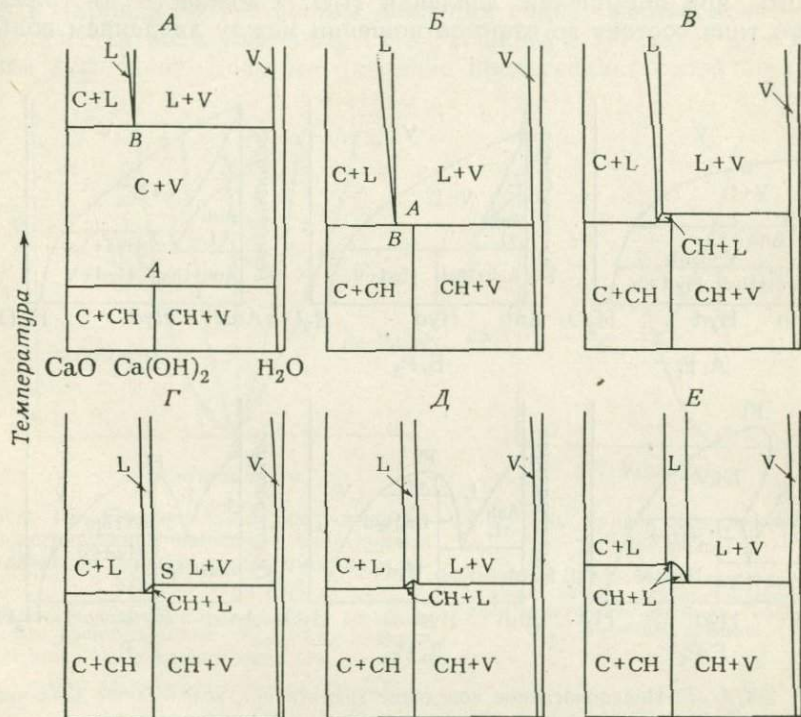 А Б В
L V L V L V
C+L L+V
B
C+V
A
C+CH CH+V
CaO Ca(OH)₂ H₂O
C+L L+V
A
B
C+CH CH+V
C+L L+V
CH+L
C+CH CH+V
Температура
Г Д Е
L V L V L V
C+L S L+V
CH+L
C+CH CH+V
C+L L+V
CH+L
C+CH CH+V
C+L L+V
CH+L
C+CH CH+V